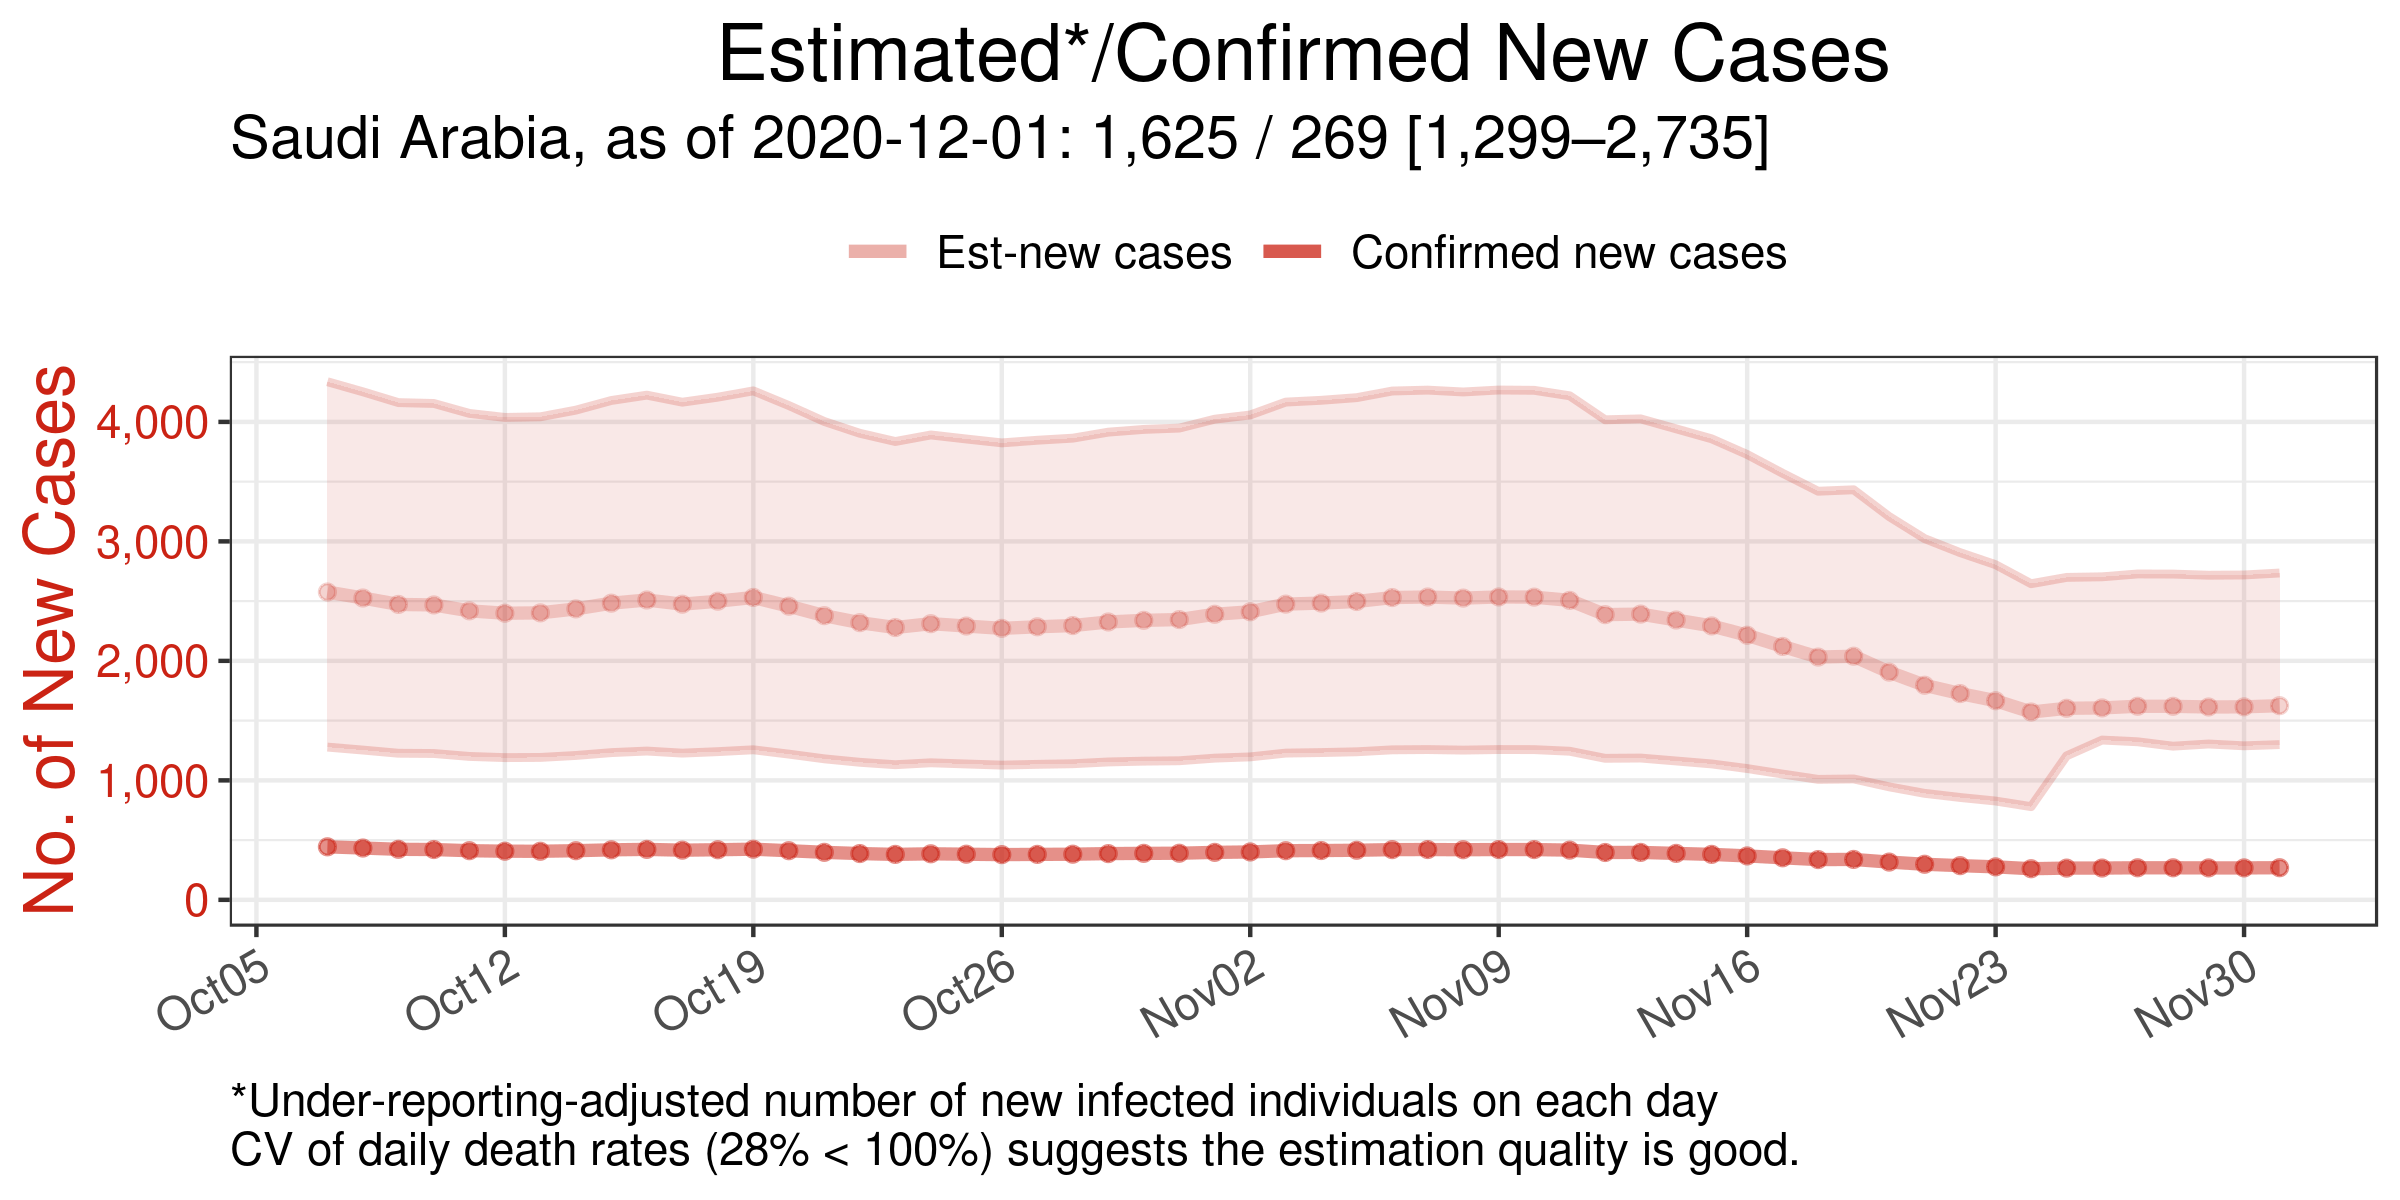 Estimated*/Confirmed New Cases
Saudi Arabia, as of 2020-12-01: 1,625 / 269 [1,299–2,735]
Est-new cases Confirmed new cases
No. of New Cases
4,000
3,000
2,000
1,000
0
Oct05 Oct12 Oct19 Oct26 Nov02 Nov09 Nov16 Nov23 Nov30
*Under-reporting-adjusted number of new infected individuals on each day
CV of daily death rates (28% < 100%) suggests the estimation quality is good.